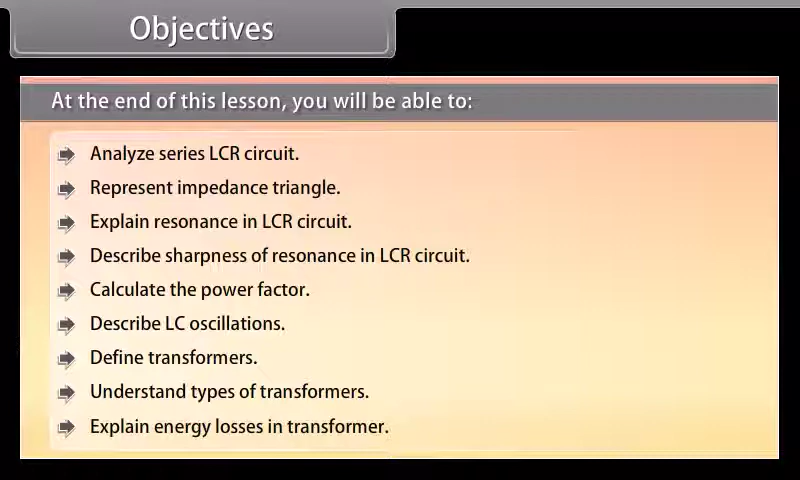 Objectives
At the end of this lesson, you will be able to:
Analyze series LCR circuit.
Represent impedance triangle.
Explain resonance in LCR circuit.
Describe sharpness of resonance in LCR circuit.
Calculate the power factor.
Describe LC oscillations.
Define transformers.
Understand types of transformers.
Explain energy losses in transformer.